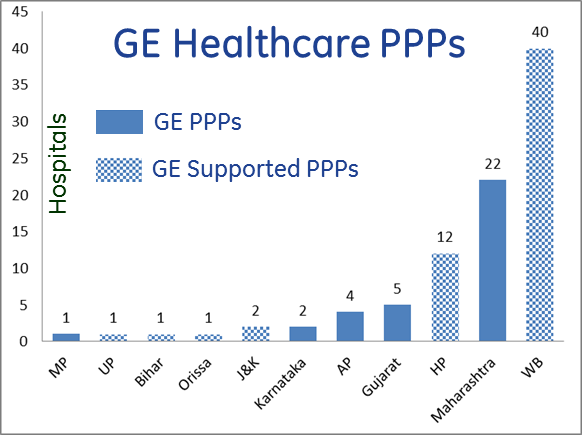 GE Healthcare PPPs
Hospitals
GE PPPs
GE Supported PPPs
45
40
35
30
25
20
15
10
5
0
1
1
1
1
2
2
4
5
12
22
40
MP
UP
Bihar
Orissa
J&K
Karnataka
AP
Gujarat
HP
Maharashtra
WB